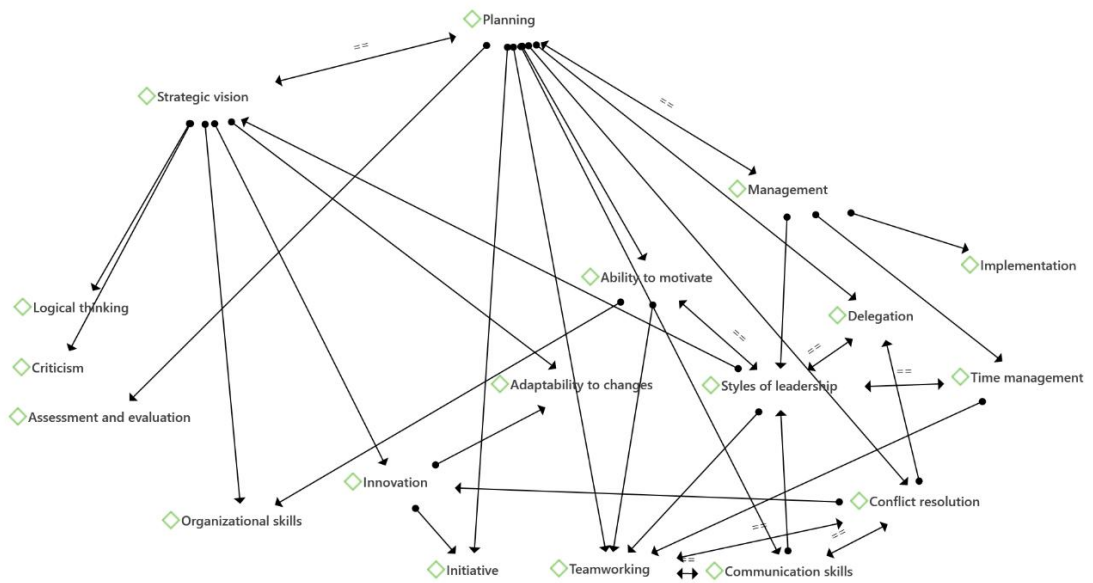 Planning
==
Strategic vision
==
Management
Ability to motivate
Implementation
Logical thinking
Delegation
==
==
Criticism
Adaptability to changes
Styles of leadership
==
Time management
Assessment and evaluation
Innovation
Conflict resolution
Organizational skills
==
==
==
Initiative
Teamworking
Communication skills